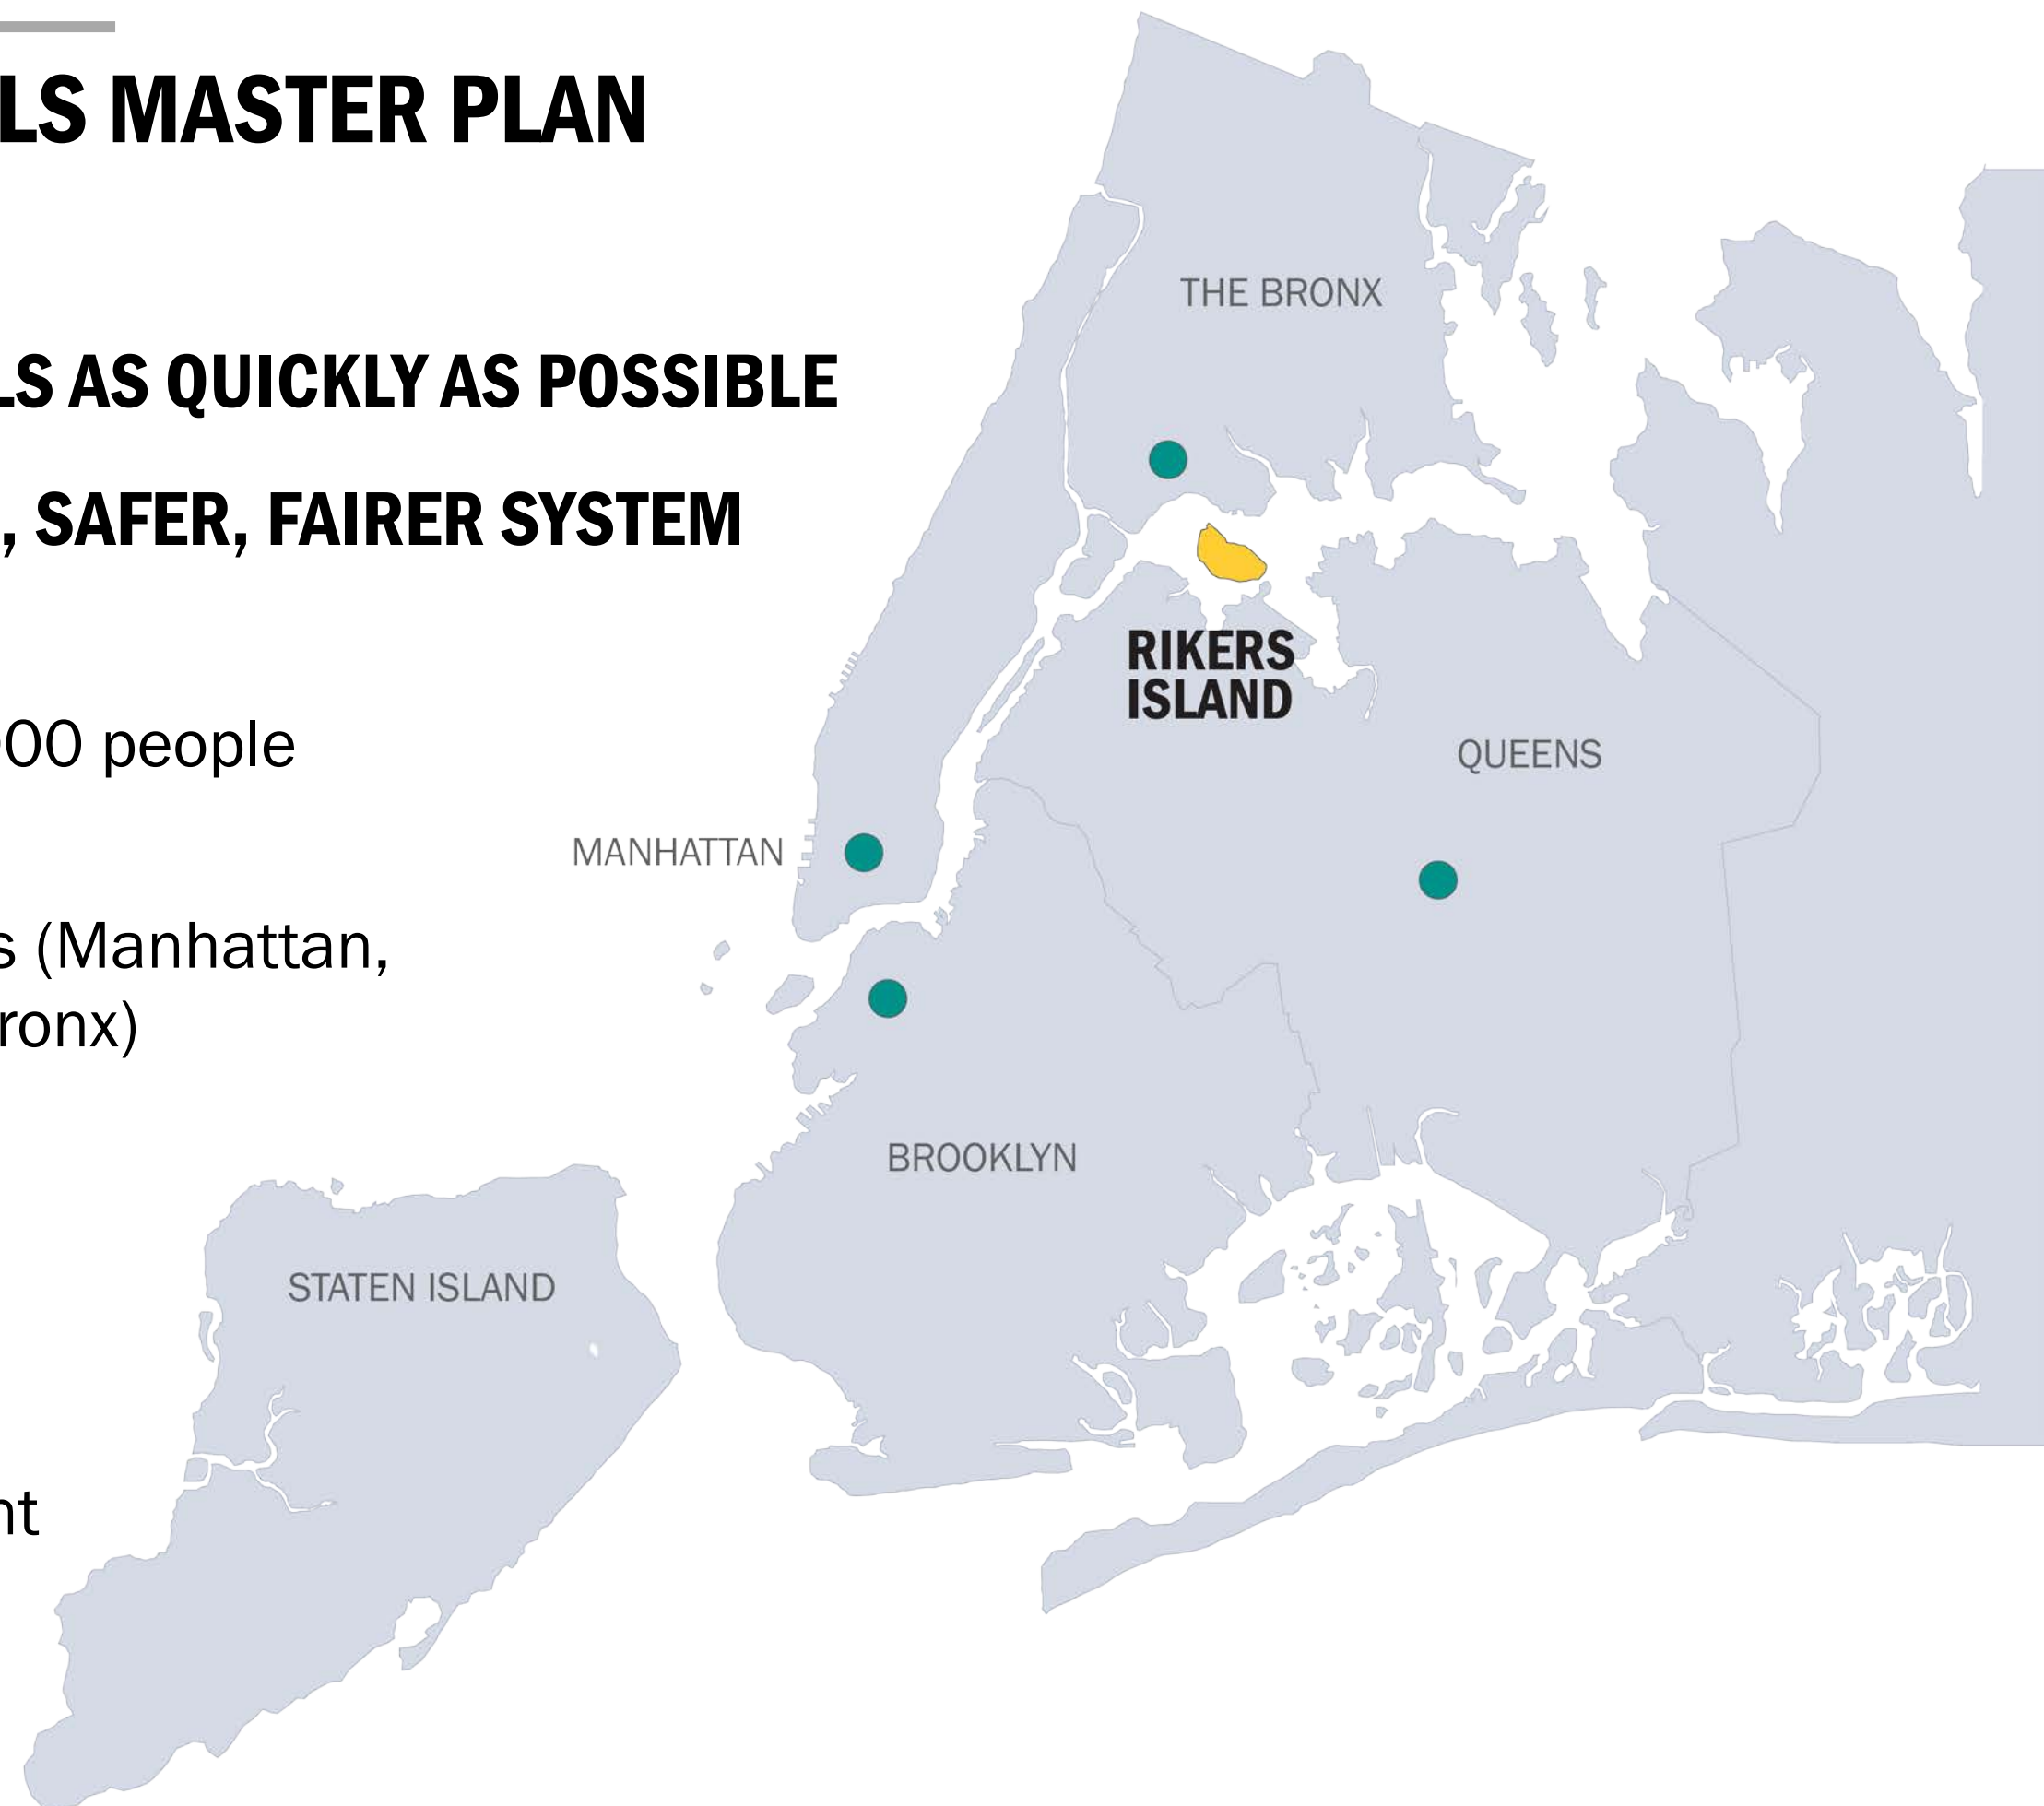 LS MASTER PLAN
LS AS QUICKLY AS POSSIBLE
, SAFER, FAIRER SYSTEM
00 people
s (Manhattan,
ronx)
nt
THE BRONX
RIKERS
ISLAND
QUEENS
MANHATTAN
BROOKLYN
STATEN ISLAND